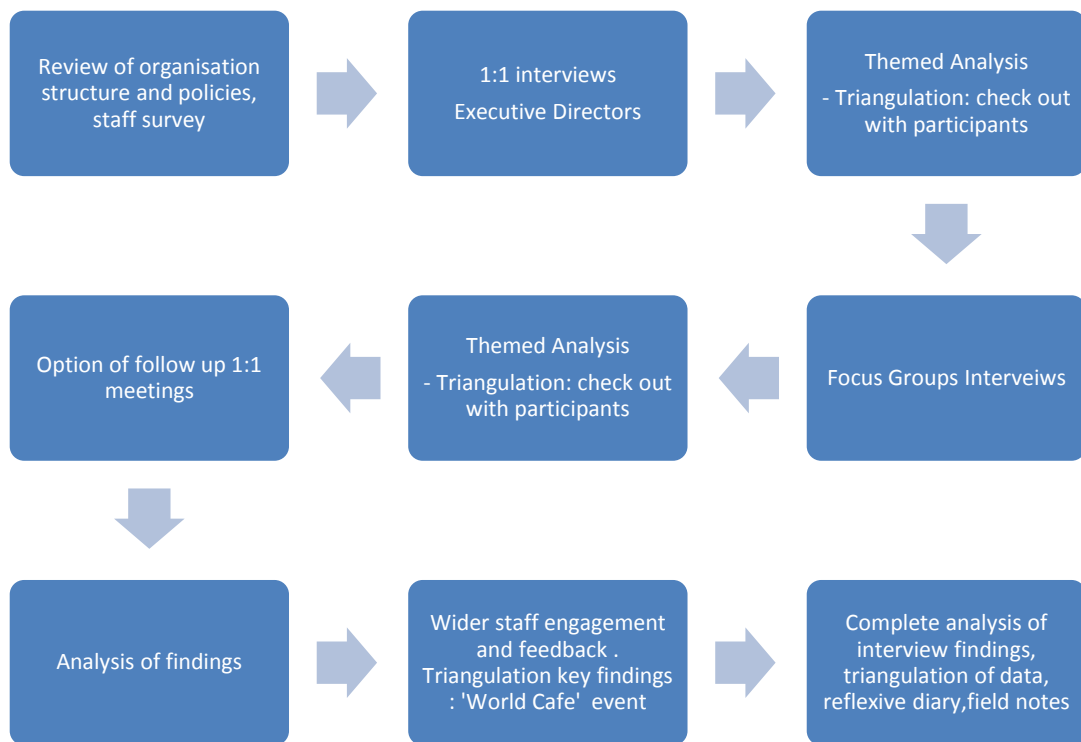 Review of organisation
structure and policies,
staff survey
1:1 interviews
Executive Directors
Themed Analysis
- Triangulation: check out
with participants
Focus Groups Interveiws
Themed Analysis
- Triangulation: check out
with participants
Option of follow up 1:1
meetings
Analysis of findings
Wider staff engagement
and feedback .
Triangulation key findings
: 'World Cafe' event
Complete analysis of
interview findings,
triangulation of data,
reflexive diary,field notes